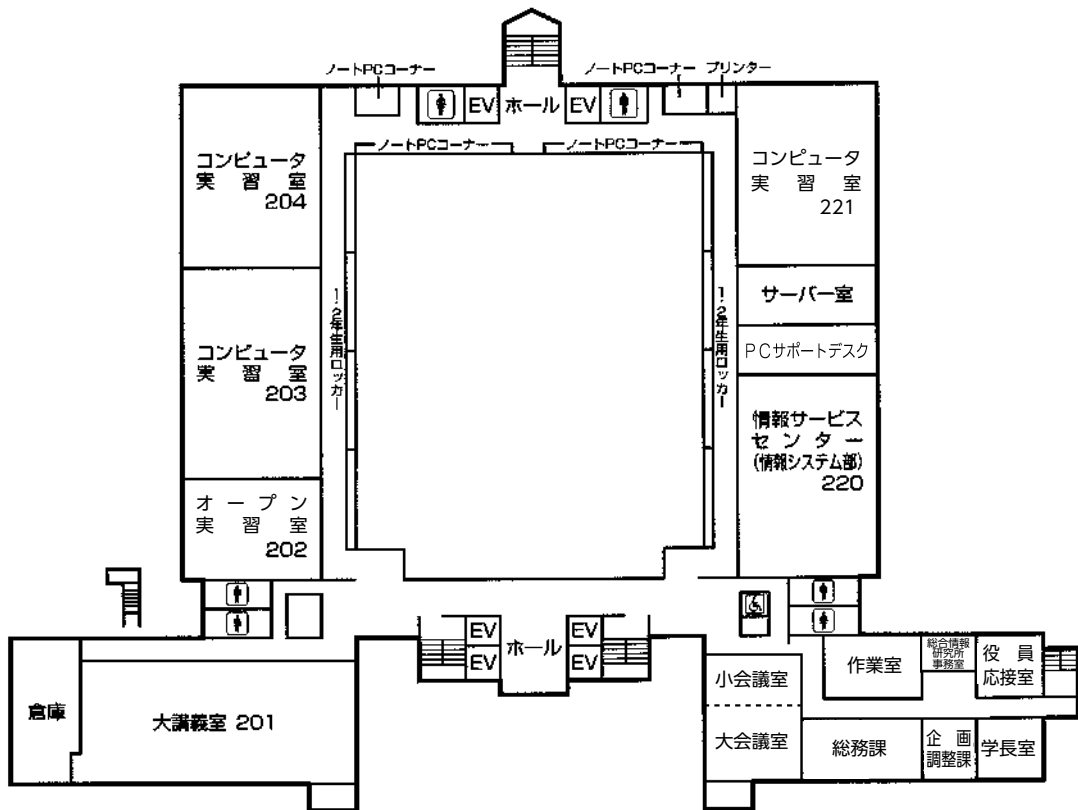 ノートPCコーナー
ノートPCコーナー
プリンター
EV
ホール
EV
ノートPCコーナー
ノートPCコーナー
コンピュータ
実習室
204
コンピュータ
実習室
221
サーバー室
1・2年生用ロッカー
1・2年生用ロッカー
PCサポートデスク
コンピュータ
実習室
203
情報サービス
センター
(情報システム部)
220
オープン
実習室
202
EV
EV
ホール
EV
EV
倉庫
大講義室 201
小会議室
大会議室
作業室
総合情報
研究所
事務室
役員
応接室
総務課
企画
調整課
学長室